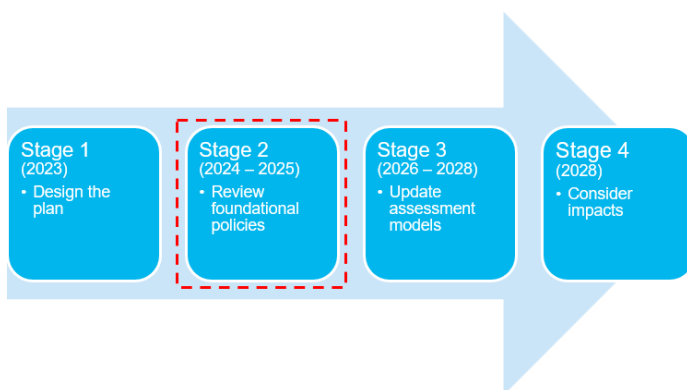 Stage 1
(2023)
• Design the
plan
Stage 2
(2024 – 2025)
• Review
foundational
policies
Stage 3
(2026 – 2028)
• Update
assessment
models
Stage 4
(2028)
• Consider
impacts